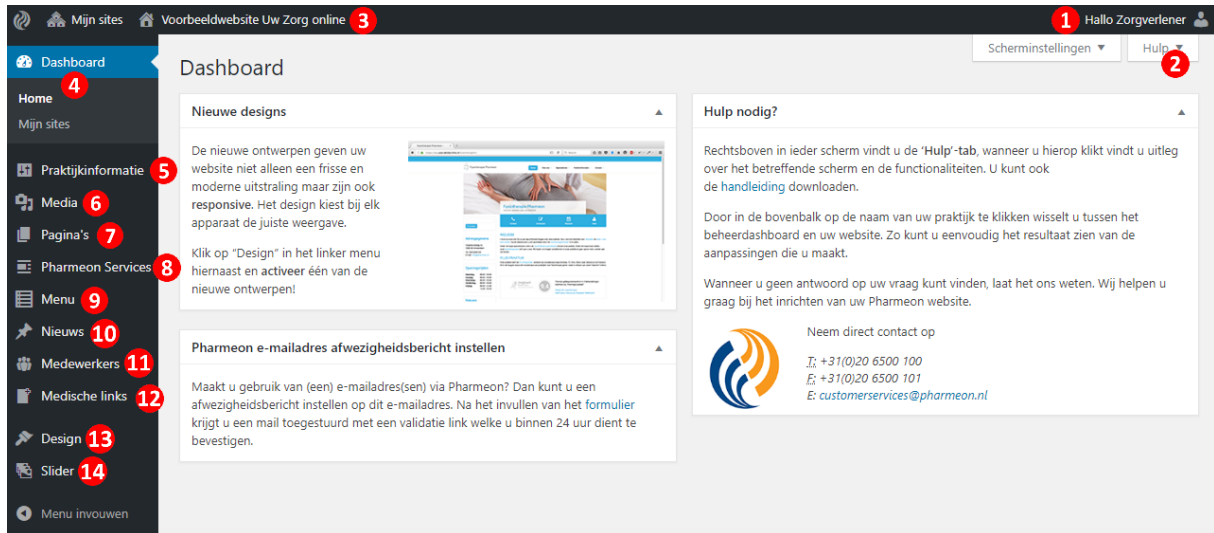 Mijn sites Voorbeeldwebsite Uw Zorg online 3 1 Hallo Zorgverlener
Dashboard
4
Home
Mijn sites
Praktijkinformatie 5
Media 6
Pagina's 7
Pharmeon Services 8
Menu 9
Nieuws 10
Medewerkers 11
Medische links 12
Design 13
Slider 14
Menu invouwen
Scherminstellingen ▼ Hulp ▼
2
Dashboard
Nieuwe designs
De nieuwe ontwerpen geven uw
website niet alleen een frisse en
moderne uitstraling maar zijn ook
responsive. Het design kiest bij elk
apparaat de juiste weergave.
Klik op “Design” in het linker menu
hiernaast en activeer één van de
nieuwe ontwerpen!
Pharmeon e-mailadres afwezigheidsbericht instellen
Maakt u gebruik van (een) e-mailadres(sen) via Pharmeon? Dan kunt u een
afwezigheidsbericht instellen op dit e-mailadres. Na het invullen van het formulier
krijgt u een mail toegestuurd met een validatie link welke u binnen 24 uur dient te
bevestigen.
Hulp nodig?
Rechtsboven in ieder scherm vindt u de ‘Hulp’-tab, wanneer u hierop klikt vindt u uitleg
over het betreffende scherm en de functionaliteiten. U kunt ook
de handleiding downloaden.
Door in de bovenbalk op de naam van uw praktijk te klikken wisselt u tussen het
beheerdashboard en uw website. Zo kunt u eenvoudig het resultaat zien van de
aanpassingen die u maakt.
Wanneer u geen antwoord op uw vraag kunt vinden, laat het ons weten. Wij helpen u
graag bij het inrichten van uw Pharmeon website.
Neem direct contact op
T: +31(0)20 6500 100
F: +31(0)20 6500 101
E: customerservices@pharmeon.nl